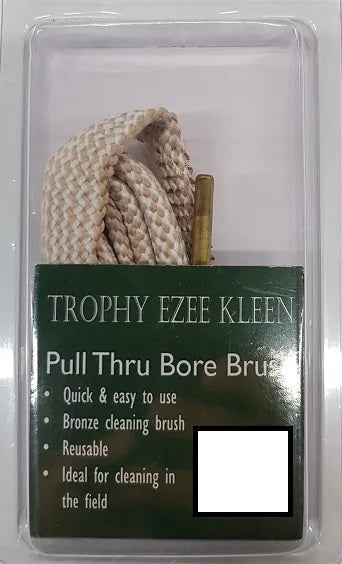 TROPHY EZEE KLEEN
Pull Thru Bore Brus
• Quick & easy to use
• Bronze cleaning brush
• Reusable
• Ideal for cleaning in
the field